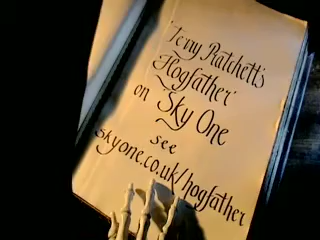 Terry Pratchett's
'Hogfather'
on Sky One
see
skyone.co.uk/hogfather